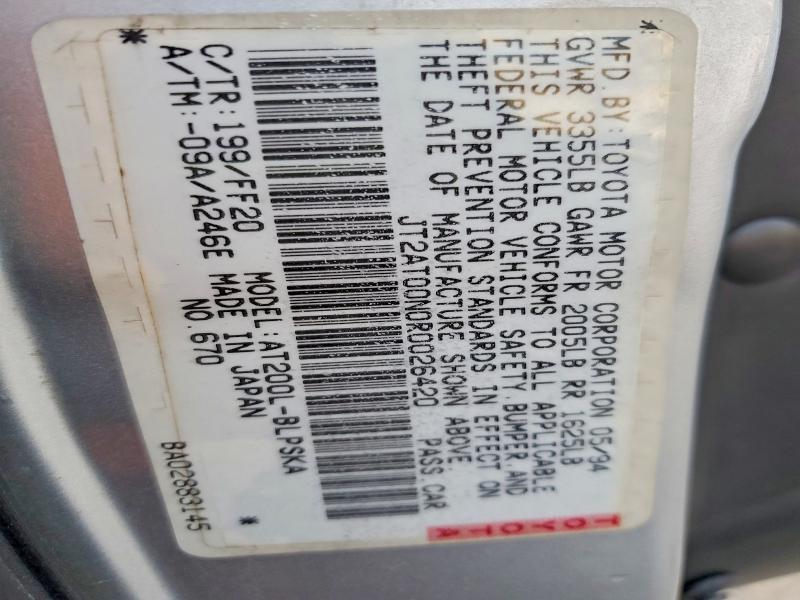 MFD. BY: TOYOTA MOTOR CORPORATION 05/94
GVWR 3355LB GAWR FR 2005LB RR 1625LB
THIS VEHICLE CONFORMS TO ALL APPLICABLE
FEDERAL MOTOR VEHICLE SAFETY, BUMPER, AND
THEFT PREVENTION STANDARDS IN EFFECT ON
THE DATE OF MANUFACTURE SHOWN ABOVE.
JT2AT00N0R0026420 PASS. CAR
* *
C/TR: 199/FF20 MODEL: AT200L-BLPSKA
A/TM: -09A/A246E MADE IN JAPAN
NO. 670
BA02883145
TOYOTA